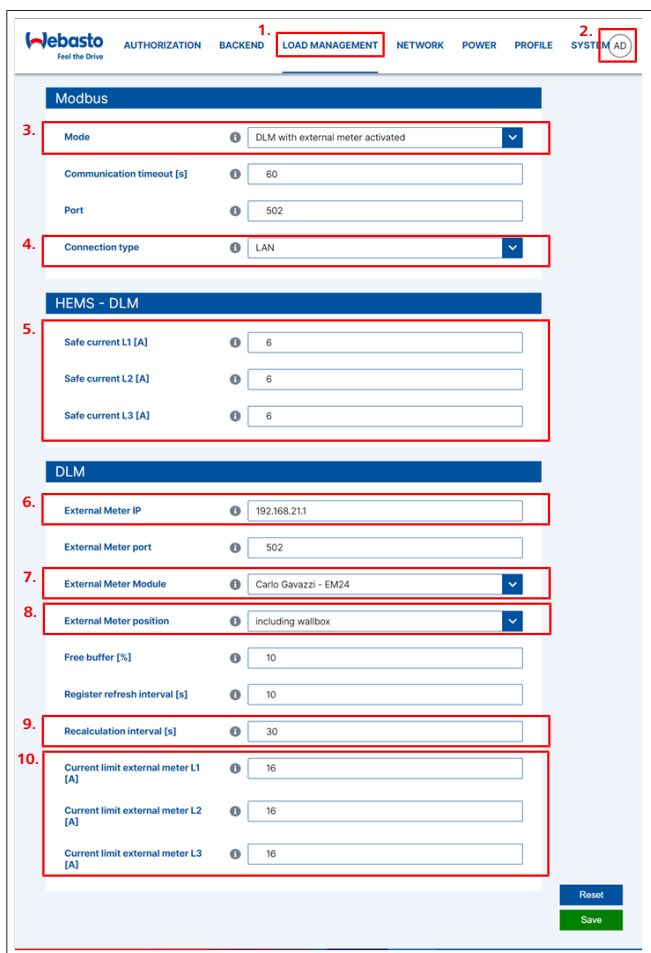 1.
2.
Webasto
Feel the Drive
AUTHORIZATION BACKEND LOAD MANAGEMENT NETWORK POWER PROFILE SYSTEM AD
Modbus
3.
Mode DLM with external meter activated
Communication timeout [s] 60
Port 502
4.
Connection type LAN
HEMS - DLM
5.
Safe current L1 [A] 6
Safe current L2 [A] 6
Safe current L3 [A] 6
DLM
6.
External Meter IP 192.168.21.1
External Meter port 502
7.
External Meter Module Carlo Gavazzi - EM24
8.
External Meter position including wallbox
Free buffer [%] 10
Register refresh interval [s] 10
9.
Recalculation interval [s] 30
10.
Current limit external meter L1 16
[A]
Current limit external meter L2 16
[A]
Current limit external meter L3 16
[A]
Reset
Save